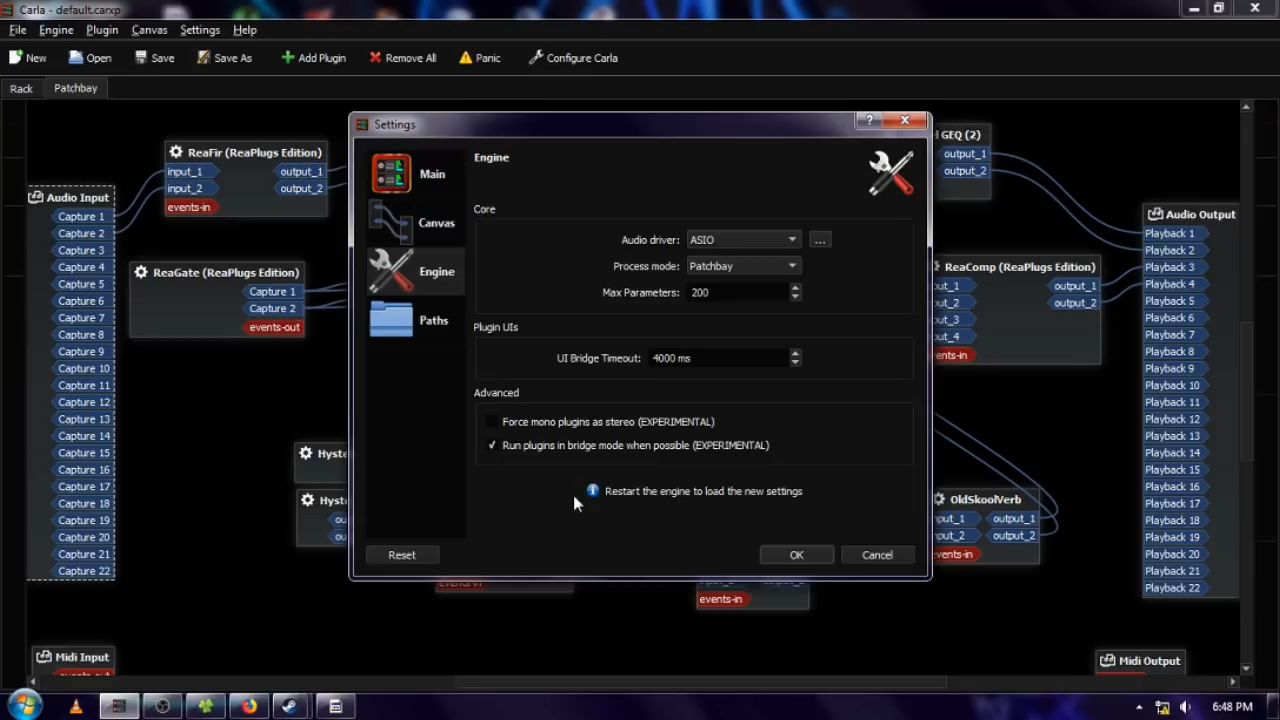 Carla - default.carxp
File Engine Plugin Canvas Settings Help
New Open Save Save As Add Plugin Remove All Panic Configure Carla
Rack Patchbay
Audio Input
Capture 1
Capture 2
Capture 3
Capture 4
Capture 5
Capture 6
Capture 7
Capture 8
Capture 9
Capture 10
Capture 11
Capture 12
Capture 13
Capture 14
Capture 15
Capture 16
Capture 17
Capture 18
Capture 19
Capture 20
Capture 21
Capture 22
ReaFir (ReaPlugs Edition)
input_1 output_1
input_2 output_2
events-in
ReaGate (ReaPlugs Edition)
Capture 1
Capture 2
events-out
Hyste
Hyste
ou
ou
Settings
?
Main
Canvas
Engine
Paths
Engine
Core
Audio driver: ASIO ...
Process mode: Patchbay
Max Parameters: 200
Plugin UIs
UI Bridge Timeout: 4000 ms
Advanced
Force mono plugins as stereo (EXPERIMENTAL)
Run plugins in bridge mode when possible (EXPERIMENTAL)
Restart the engine to load the new settings
Reset OK Cancel
events-in
GEQ (2)
output_1
output_2
ReaComp (ReaPlugs Edition)
put_1 output_1
put_2 output_2
put_3
put_4
events-in
OldSkoolVerb
put_1 output_1
put_2 output_2
events-in
Audio Output
Playback 1
Playback 2
Playback 3
Playback 4
Playback 5
Playback 6
Playback 7
Playback 8
Playback 9
Playback 10
Playback 11
Playback 12
Playback 13
Playback 14
Playback 15
Playback 16
Playback 17
Playback 18
Playback 19
Playback 20
Playback 21
Playback 22
Midi Input
Midi Output
6:48 PM